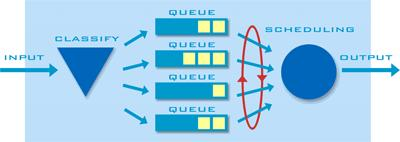 QUEUE
SCHEDULING
CLASSIFY
QUEUE
INPUT
OUTPUT
QUEUE
QUEUE